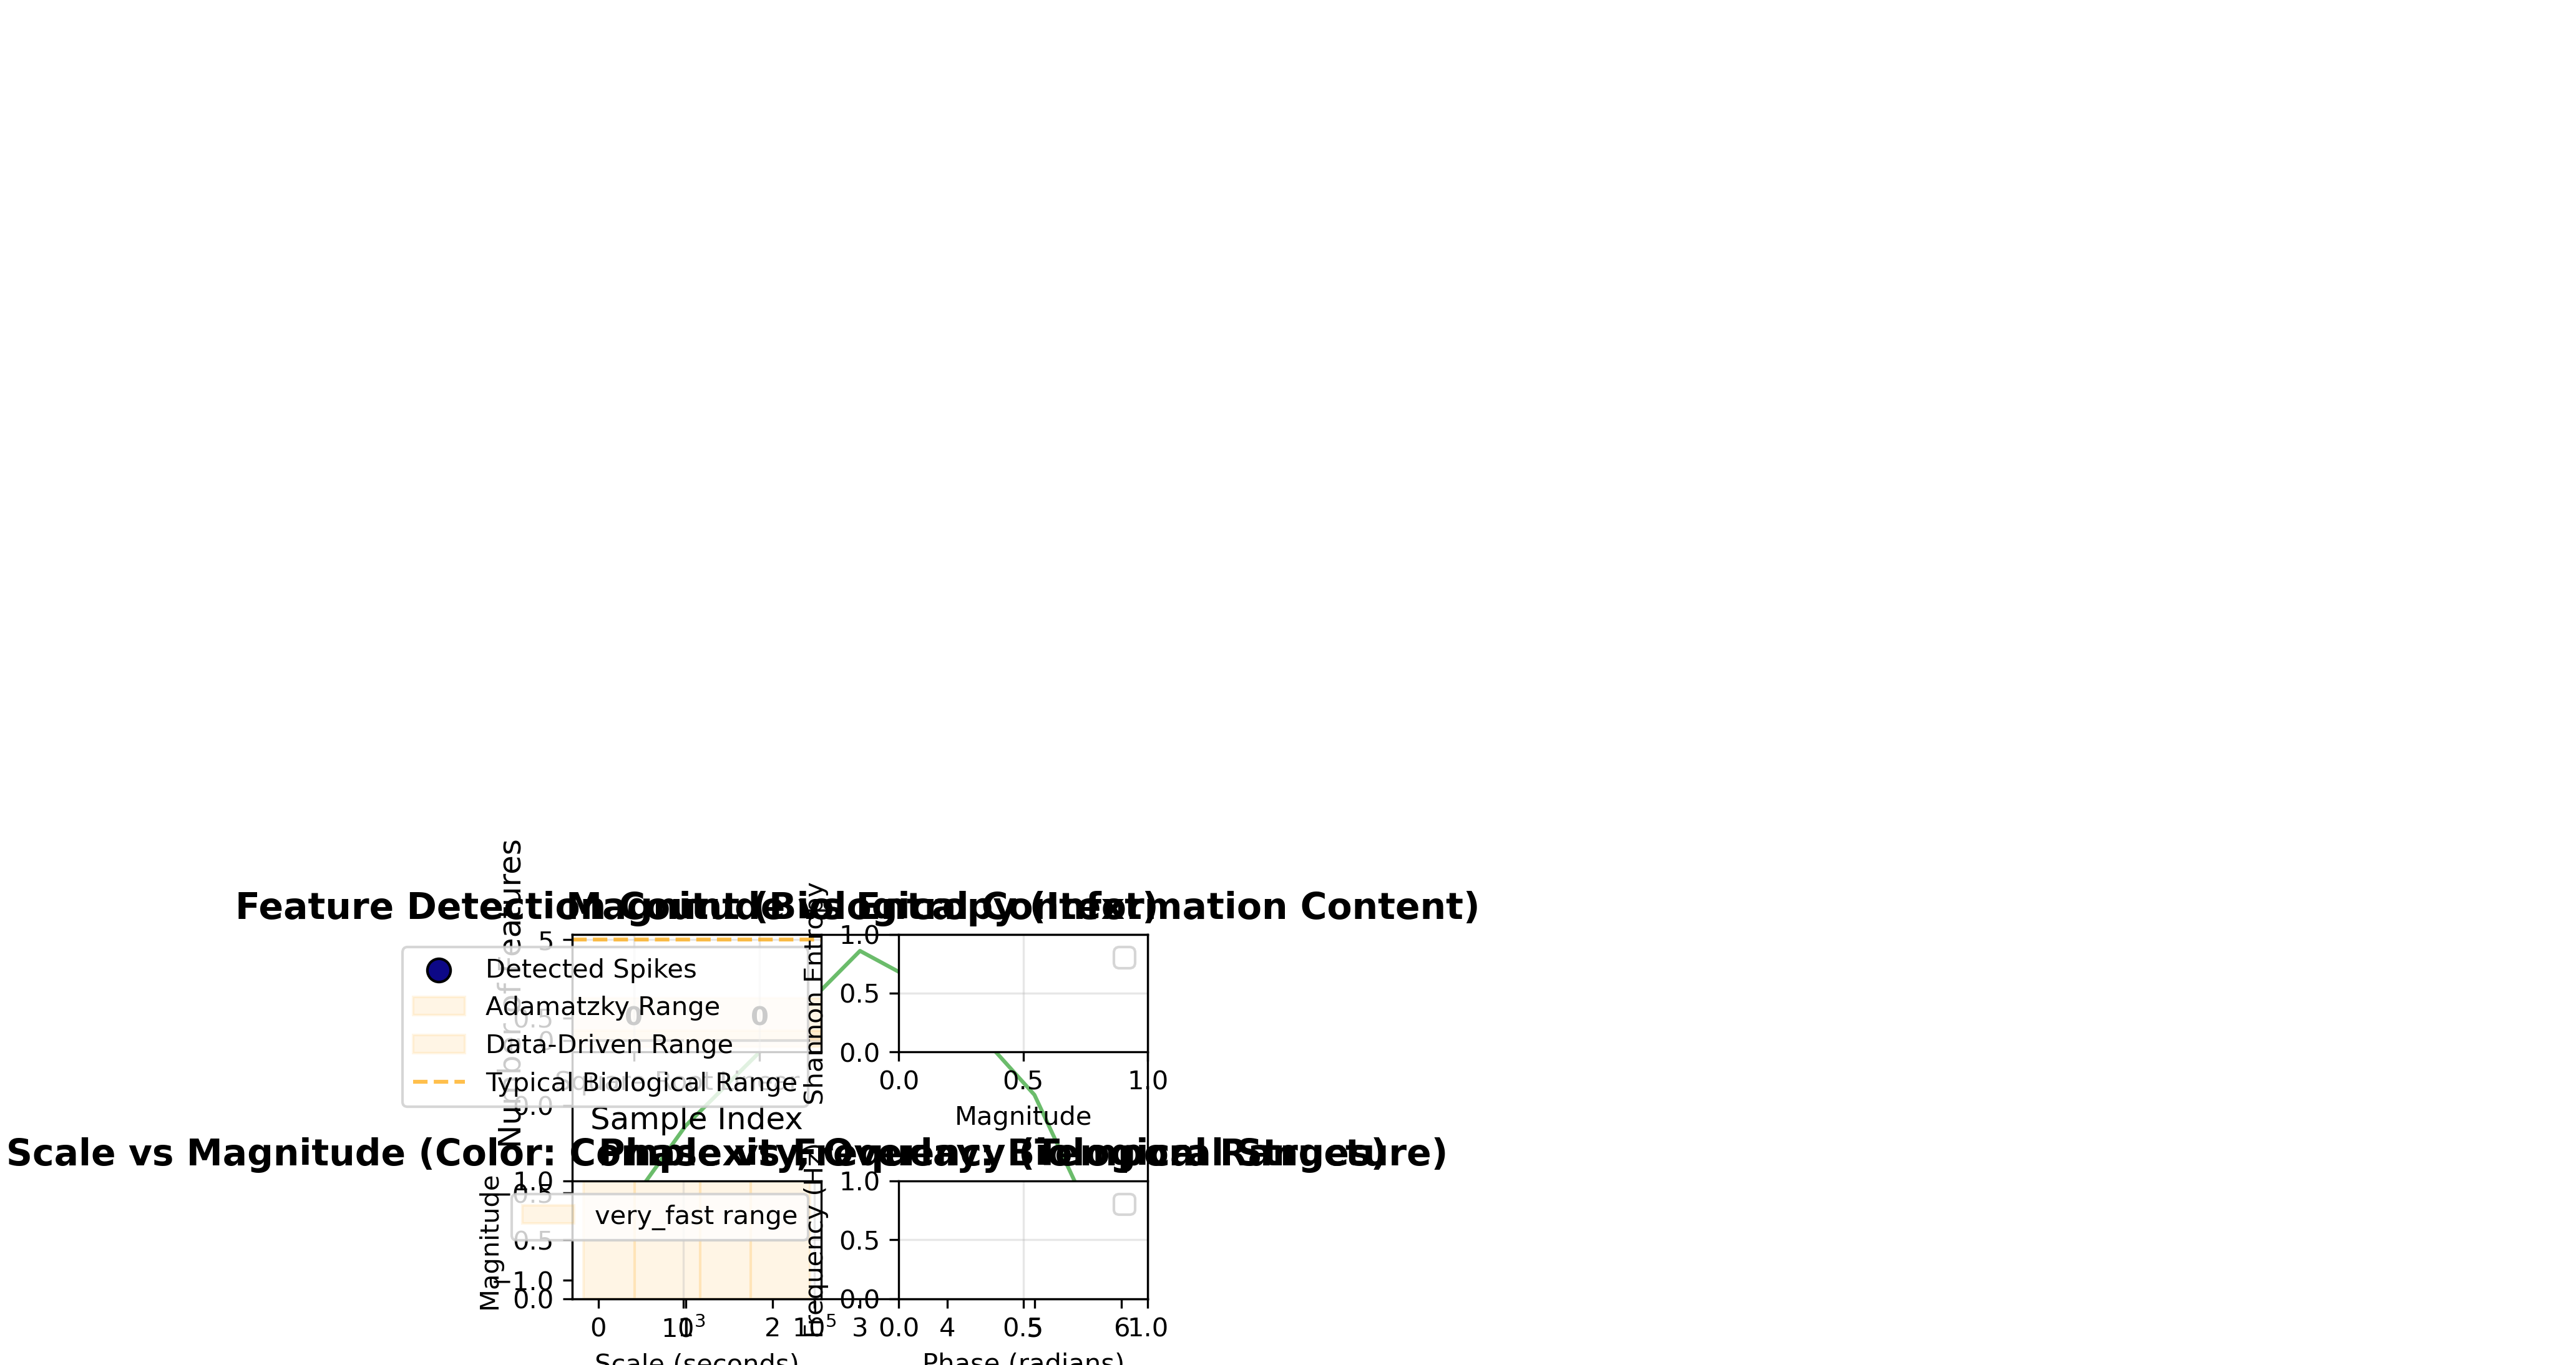 Number of Features
Feature Detection Count (Biological Context)
Magnitude vs Entropy (Information Content)
5
Detected Spikes
Adamatzky Range
Data-Driven Range
Typical Biological Range
0
0
0.5
0.0
Square Root
Linear
Sample Index
Shannon Entropy
1.0
0.5
0.0
0.0
0.5
1.0
Magnitude
Scale vs Magnitude (Color: Complexity, Overlay: Biological Ranges)
Phase vs Frequency (Temporal Structure)
Magnitude
1.0
0.5
0.5
−1.0
0.0
very_fast range
Frequency (Hz)
1.0
0.5
0.0
0
10³
1
2
10⁵
3
0.0
4
0.5
5
6
1.0
Scale (seconds)
Phase (radians)